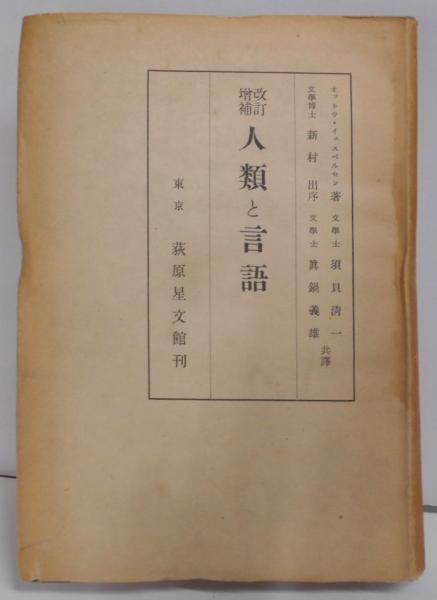 オットウ・イェスペルセン 著 文學士 須貝清一
文學博士 新村出序 文學士 眞鍋義雄
共譯
改訂
增補
人類と言語
東京 荻原星文館刊